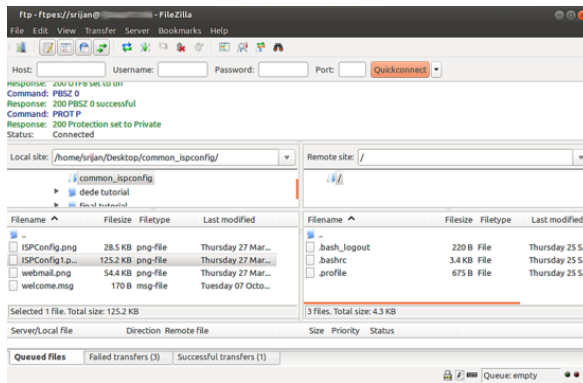 ftp - ftpes://srijan@ - FileZilla
File Edit View Transfer Server Bookmarks Help
Host: Username: Password: Port: Quickconnect
Response: 200 UTF8 set to on
Command: PBSZ 0
Response: 200 PBSZ 0 successful
Command: PROT P
Response: 200 Protection set to Private
Status: Connected
Local site: /home/srijan/Desktop/common_ispconfig/ Remote site: /
common_ispconfig /
dede tutorial
final tutorial
Filename Filesize Filetype Last modified Filename Filesize Filetype Last modified
.. ..
ISPConfig.png 28.5 KB png-file Thursday 27 Mar... .bash_logout 220 B File Thursday 25 S
ISPConfig1.p... 125.2 KB png-file Thursday 27 Mar... .bashrc 3.4 KB File Thursday 25 S
webmail.png 54.4 KB png-file Thursday 27 Mar... .profile 675 B File Thursday 25 S
welcome.msg 170 B msg-file Tuesday 07 Octo...
Selected 1 file. Total size: 125.2 KB 3 files. Total size: 4.3 KB
Server/Local file Direction Remote file Size Priority Status
Queued files Failed transfers (3) Successful transfers (1)
Queue: empty